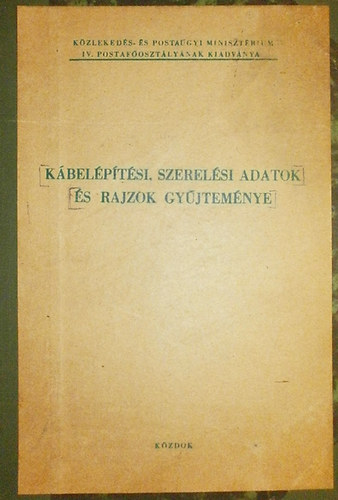 KÖZLEKEDÉS- ÉS POSTAÜGYI MINISZTÉRIUM
IV. POSTAFŐOSZTÁLYÁNAK KIADVÁNYA
KÁBELÉPÍTÉSI, SZERELÉSI ADATOK
ÉS RAJZOK GYŰJTEMÉNYE
KÖZDOK